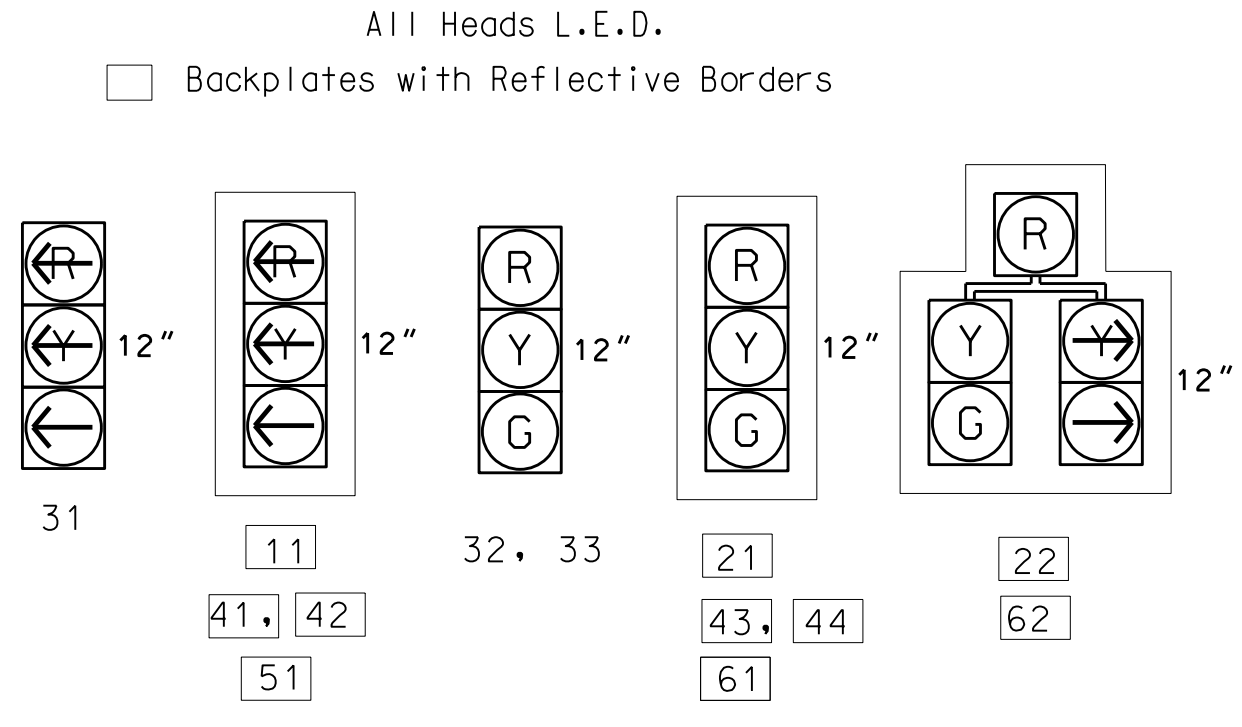 All Heads L.E.D.
Backplates with Reflective Borders
R
Y
12"
31
R
Y
12"
11
41, 42
51
R
Y
G
12"
32, 33
R
Y
G
12"
21
43, 44
61
R
Y Y
G
12"
22
62